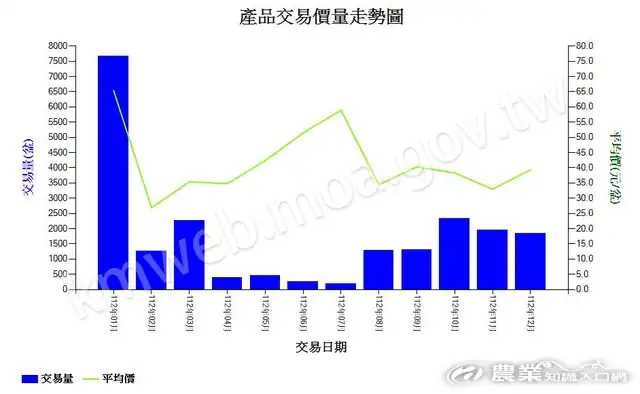 產品交易價量走勢圖
交易量(盆)
平均價(元/盆)
8000
7500
7000
6500
6000
5500
5000
4500
4000
3500
3000
2500
2000
1500
1000
500
0
80.0
75.0
70.0
65.0
60.0
55.0
50.0
45.0
40.0
35.0
30.0
25.0
20.0
15.0
10.0
5.0
0.0
112年01月
112年02月
112年03月
112年04月
112年05月
112年06月
112年07月
112年08月
112年09月
112年10月
112年11月
112年12月
交易日期
交易量 平均價
kmweb.moa.gov.tw
農業知識入口網